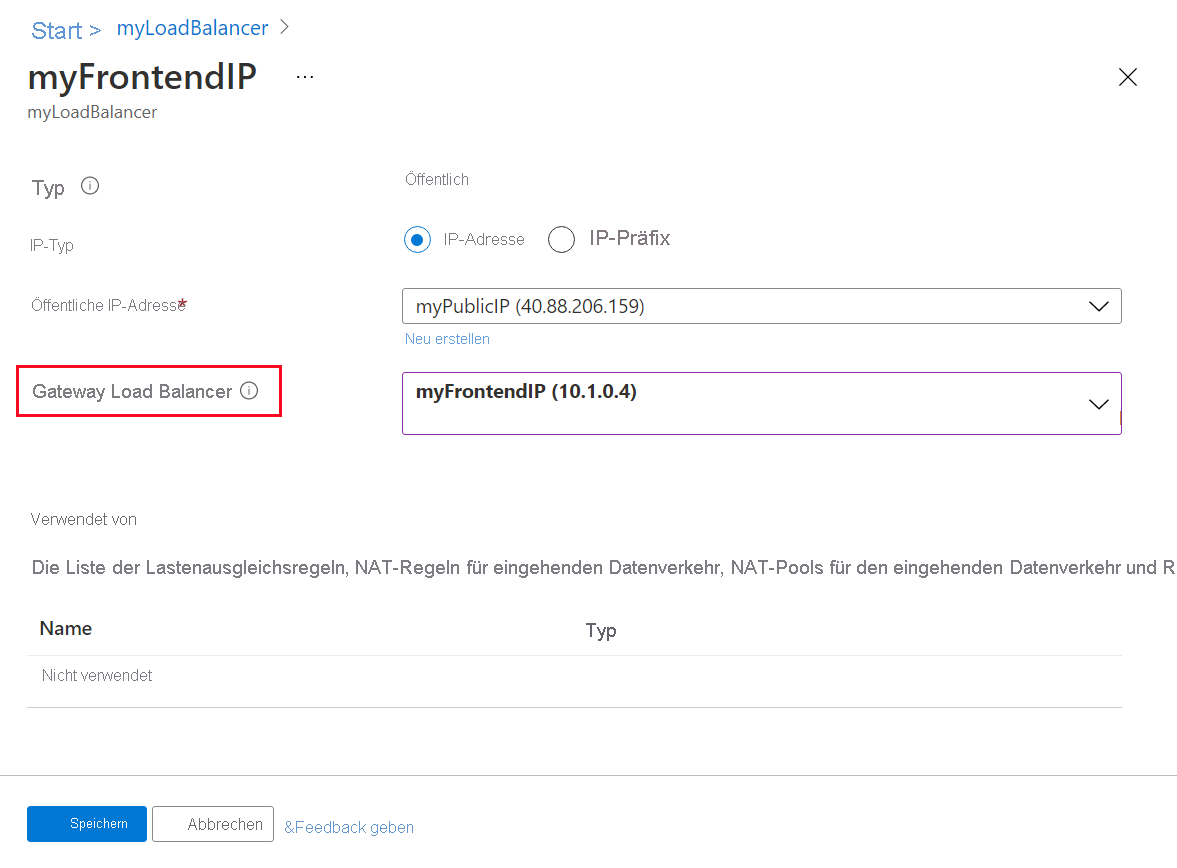 Start > myLoadBalancer >
myFrontendIP ...
myLoadBalancer
Typ
Öffentlich
IP-Typ
IP-Adresse
IP-Präfix
Öffentliche IP-Adresse*
myPublicIP (40.88.206.159)
Neu erstellen
Gateway Load Balancer
myFrontendIP (10.1.0.4)
Verwendet von
Die Liste der Lastenausgleichsregeln, NAT-Regeln für eingehenden Datenverkehr, NAT-Pools für den eingehenden Datenverkehr und R
Name Typ
Nicht verwendet
Speichern Abbrechen &Feedback geben